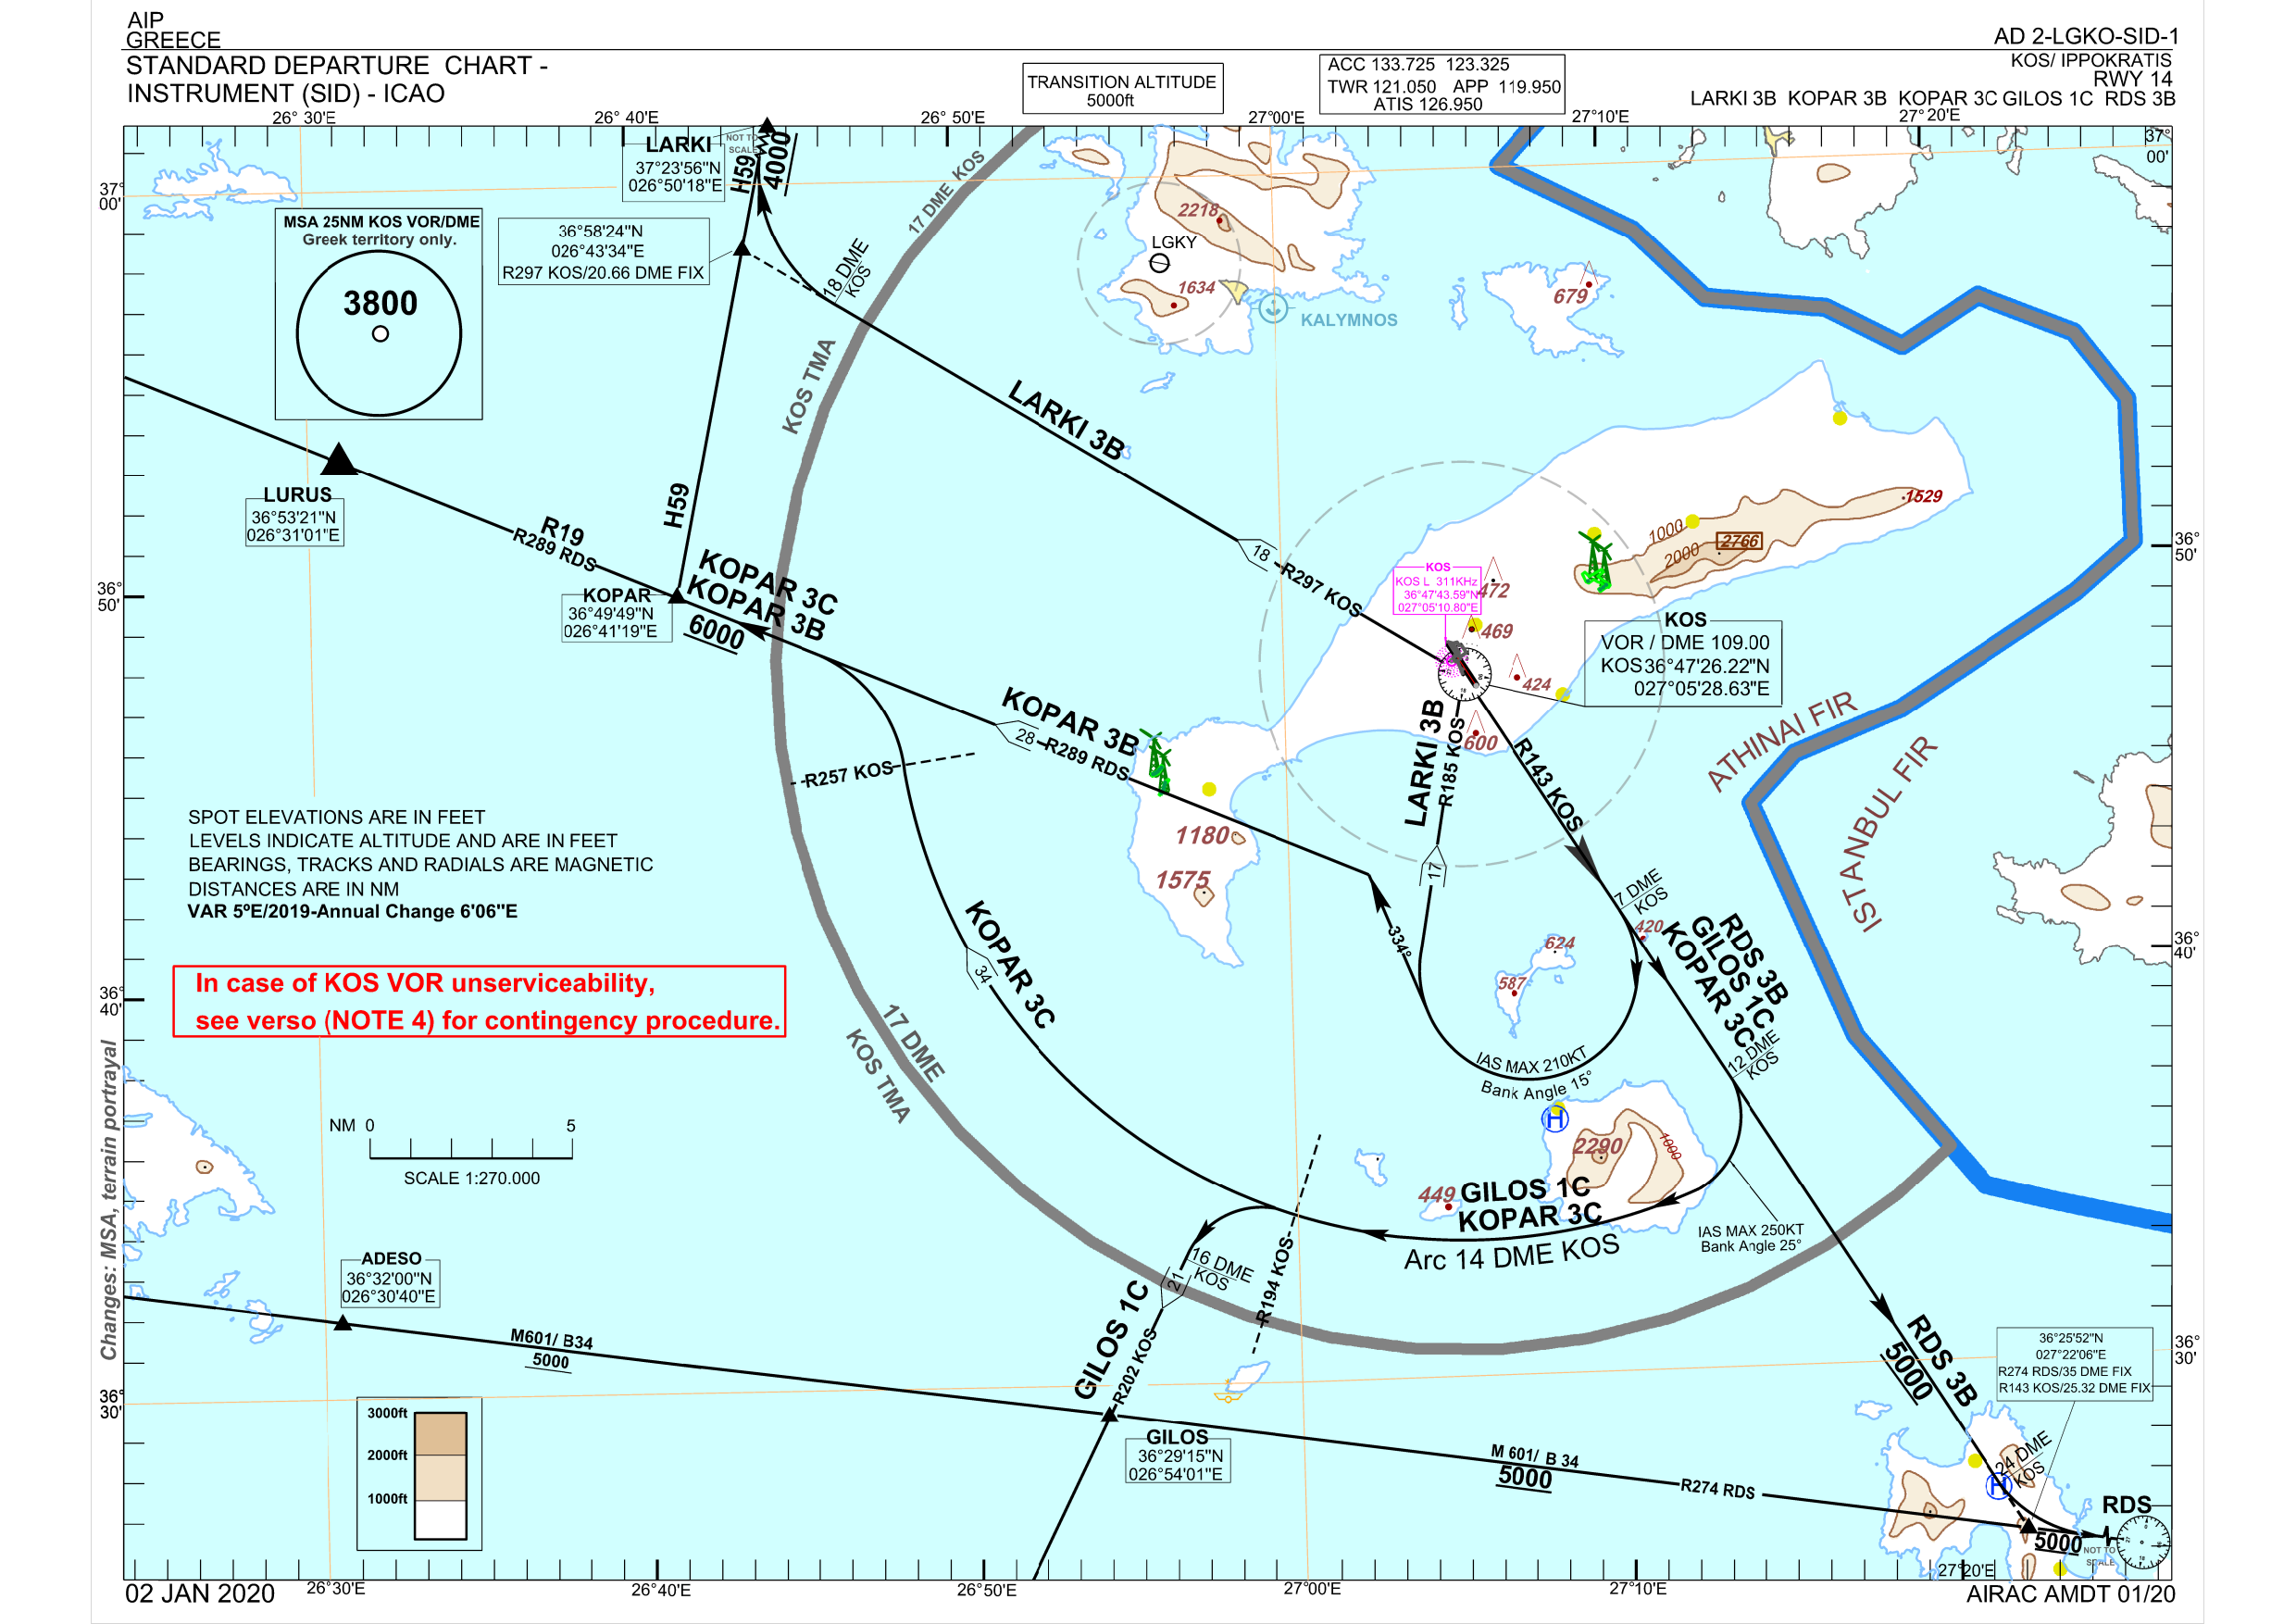 AIP
GREECE
AD 2-LGKO-SID-1
STANDARD DEPARTURE CHART -
INSTRUMENT (SID) - ICAO
TRANSITION ALTITUDE
5000ft
ACC 133.725 123.325
TWR 121.050 APP 119.950
ATIS 126.950
KOS/ IPPOKRATIS
RWY 14
LARKI 3B KOPAR 3B KOPAR 3C GILOS 1C RDS 3B
26° 30'E
26° 40'E
26° 50'E
27°00'E
27°10'E
27° 20'E
37°
00'
37°
00'
LARKI
37°23'56"N
026°50'18"E
NOT TO
SCALE
H59
4000
17 DME KOS
MSA 25NM KOS VOR/DME
Greek territory only.
3800
36°58'24"N
026°43'34"E
R297 KOS/20.66 DME FIX
18 DME
KOS
2218
LGKY
1634
KALYMNOS
679
KOS TMA
LARKI 3B
LURUS
36°53'21"N
026°31'01"E
R19
R289 RDS
H59
1529
1000
2766
2000
36°
50'
36°
50'
KOPAR 3C
KOPAR 3B
6000
KOPAR
36°49'49"N
026°41'19"E
18
R297 KOS
KOS
KOS L 311KHz
36°47'43.59"N
027°05'10.80"E
472
469
424
600
KOS
VOR / DME 109.00
KOS 36°47'26.22"N
027°05'28.63"E
KOPAR 3B
28
R289 RDS
R257 KOS
LARKI 3B
R185 KOS
17
R143 KOS
ATHINAI FIR
ISTANBUL FIR
SPOT ELEVATIONS ARE IN FEET
LEVELS INDICATE ALTITUDE AND ARE IN FEET
BEARINGS, TRACKS AND RADIALS ARE MAGNETIC
DISTANCES ARE IN NM
VAR 5ºE/2019-Annual Change 6'06"E
1180
1575
7 DME
KOS
420
334°
624
587
RDS 3B
GILOS 1C
KOPAR 3C
36°
40'
36°
40'
In case of KOS VOR unserviceability,
see verso (NOTE 4) for contingency procedure.
KOPAR 3C
34
17 DME
KOS TMA
12 DME
KOS
IAS MAX 210KT
Bank Angle 15°
H
2290
1000
NM 0
5
SCALE 1:270.000
449
GILOS 1C
KOPAR 3C
Arc 14 DME KOS
IAS MAX 250KT
Bank Angle 25°
16 DME
KOS
21
R194 KOS
ADESO
36°32'00"N
026°30'40"E
M601/ B34
5000
GILOS 1C
R202 KOS
RDS 3B
5000
36°25'52"N
027°22'06"E
R274 RDS/35 DME FIX
R143 KOS/25.32 DME FIX
36°
30'
36°
30'
GILOS
36°29'15"N
026°54'01"E
M 601/ B 34
5000
R274 RDS
24 DME
KOS
H
RDS
5000
NOT TO
SCALE
3000ft
2000ft
1000ft
Changes: MSA, terrain portrayal
26°30'E
26°40'E
26°50'E
27°00'E
27°10'E
27°20'E
02 JAN 2020
AIRAC AMDT 01/20